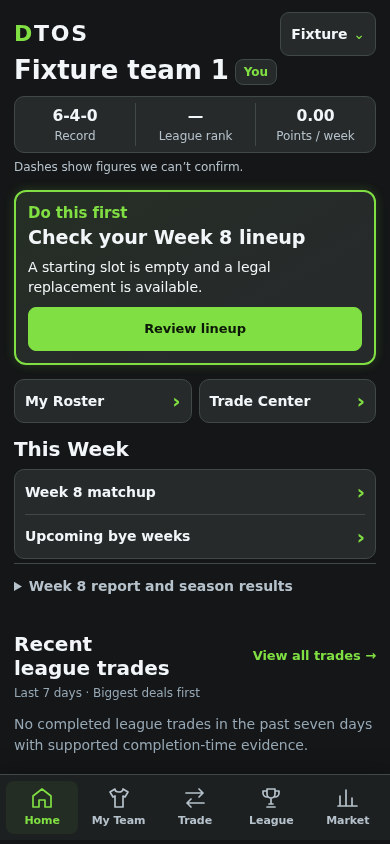 DTOS
Fixture
Fixture team 1 You
6-4-0 — 0.00
Record League rank Points / week
Dashes show figures we can’t confirm.
Do this first
Check your Week 8 lineup
A starting slot is empty and a legal
replacement is available.
Review lineup
My Roster › Trade Center ›
This Week
Week 8 matchup ›
Upcoming bye weeks ›
▶ Week 8 report and season results
Recent
league trades
View all trades →
Last 7 days · Biggest deals first
No completed league trades in the past seven days
with supported completion-time evidence.
Home My Team Trade League Market